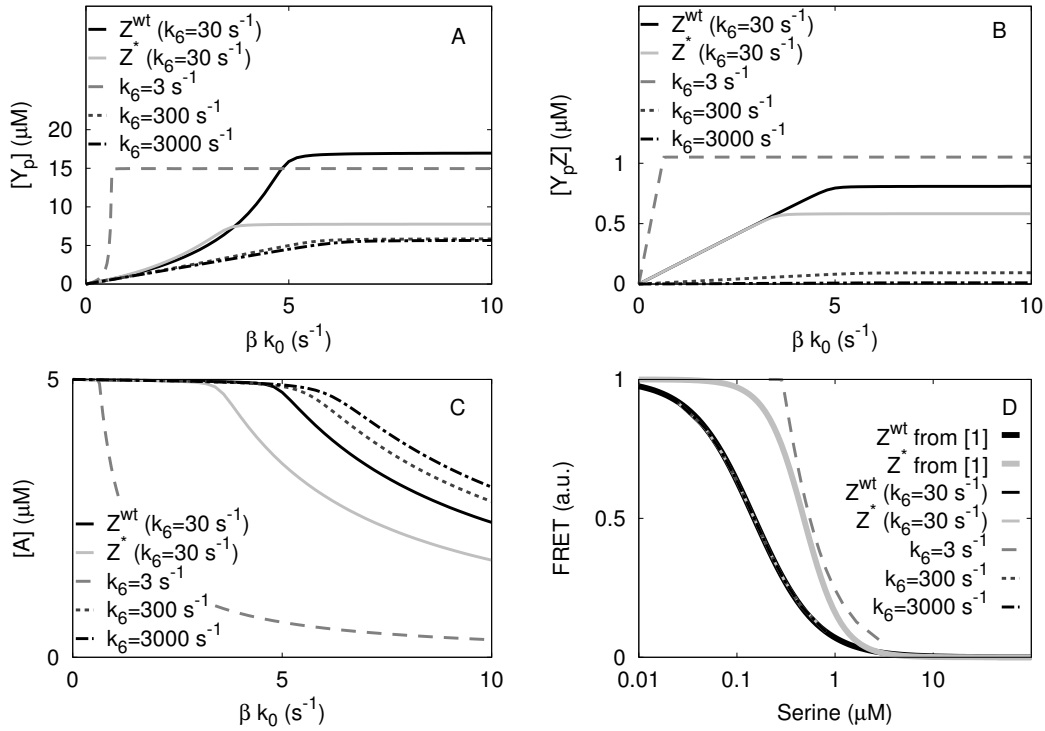 A
Z^wt (k₆=30 s⁻¹)
Z^* (k₆=30 s⁻¹)
k₆=3 s⁻¹
k₆=300 s⁻¹
k₆=3000 s⁻¹
[Y_p] (μM)
20
15
10
5
0
0 5 10
β k₀ (s⁻¹)
B
Z^wt (k₆=30 s⁻¹)
Z^* (k₆=30 s⁻¹)
k₆=3 s⁻¹
k₆=300 s⁻¹
k₆=3000 s⁻¹
[Y_pZ] (μM)
1
0.5
0
0 5 10
β k₀ (s⁻¹)
C
Z^wt (k₆=30 s⁻¹)
Z^* (k₆=30 s⁻¹)
k₆=3 s⁻¹
k₆=300 s⁻¹
k₆=3000 s⁻¹
[A] (μM)
5
0
0 5 10
β k₀ (s⁻¹)
D
Z^wt from [1]
Z^* from [1]
Z^wt (k₆=30 s⁻¹)
Z^* (k₆=30 s⁻¹)
k₆=3 s⁻¹
k₆=300 s⁻¹
k₆=3000 s⁻¹
FRET (a.u.)
1
0.5
0
0.01 0.1 1 10
Serine (μM)